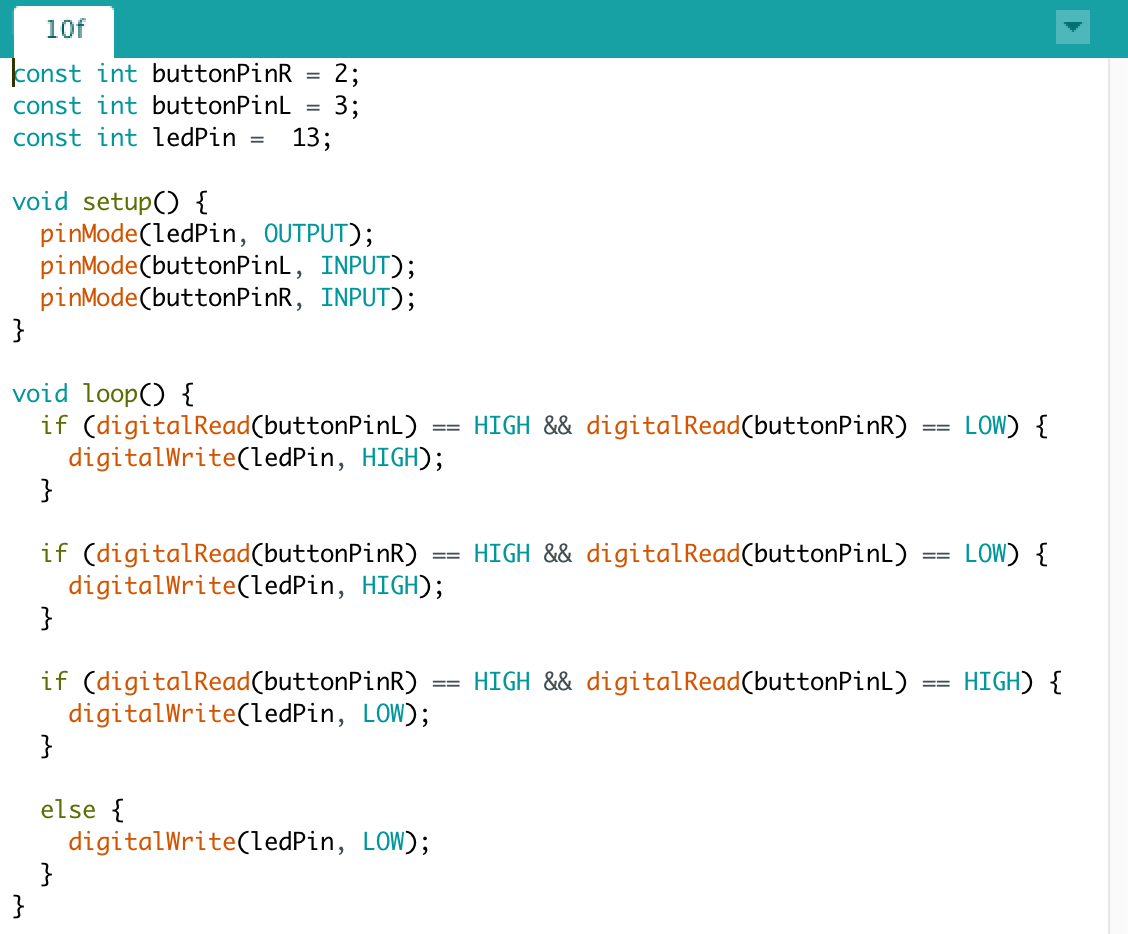 10f
const int buttonPinR = 2;
const int buttonPinL = 3;
const int ledPin =  13;

void setup() {
  pinMode(ledPin, OUTPUT);
  pinMode(buttonPinL, INPUT);
  pinMode(buttonPinR, INPUT);
}

void loop() {
  if (digitalRead(buttonPinL) == HIGH && digitalRead(buttonPinR) == LOW) {
    digitalWrite(ledPin, HIGH);
  }

  if (digitalRead(buttonPinR) == HIGH && digitalRead(buttonPinL) == LOW) {
    digitalWrite(ledPin, HIGH);
  }

  if (digitalRead(buttonPinR) == HIGH && digitalRead(buttonPinL) == HIGH) {
    digitalWrite(ledPin, LOW);
  }

  else {
    digitalWrite(ledPin, LOW);
  }
}